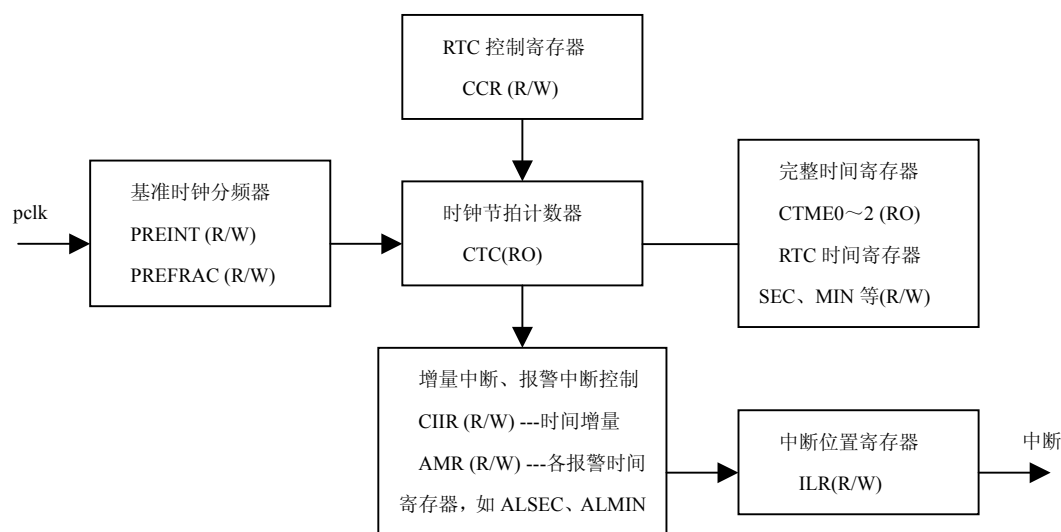 RTC 控制寄存器
CCR (R/W)
pclk
基准时钟分频器
PREINT (R/W)
PREFRAC (R/W)
时钟节拍计数器
CTC(RO)
完整时间寄存器
CTME0～2 (RO)
RTC 时间寄存器
SEC、MIN 等(R/W)
增量中断、报警中断控制
CIIR (R/W) ---时间增量
AMR (R/W) ---各报警时间
寄存器，如 ALSEC、ALMIN
中断位置寄存器
ILR(R/W)
中断